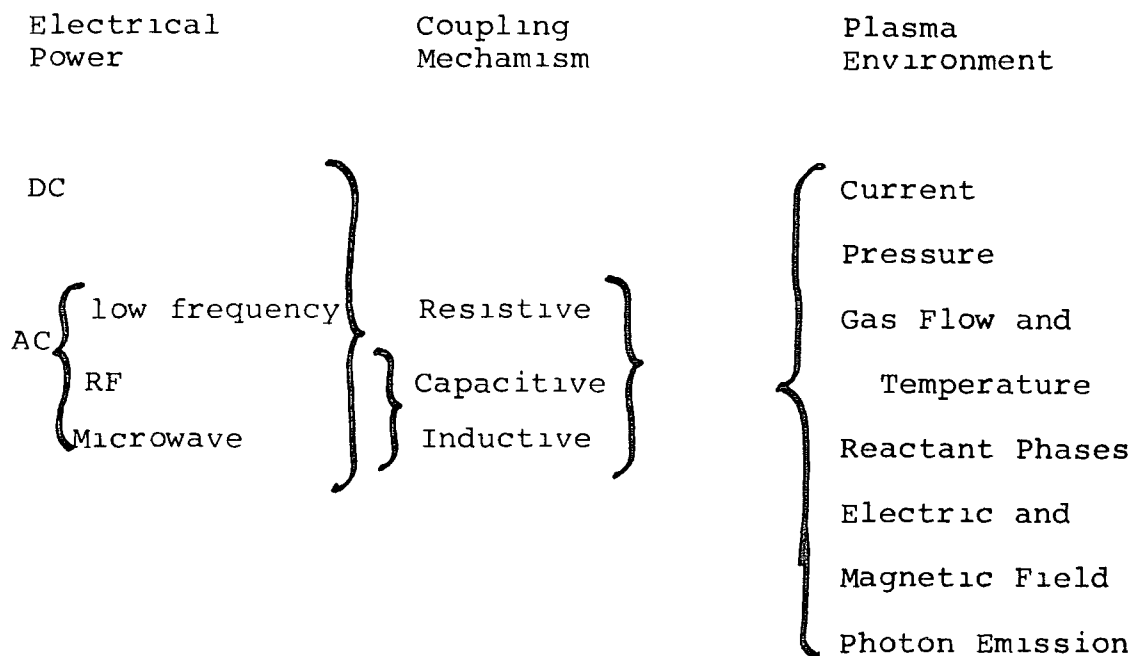 Electrical
Power
Coupling
Mechamism
Plasma
Environment
DC
AC
low frequency
RF
Microwave
Resistive
Capacitive
Inductive
Current
Pressure
Gas Flow and
Temperature
Reactant Phases
Electric and
Magnetic Field
Photon Emission